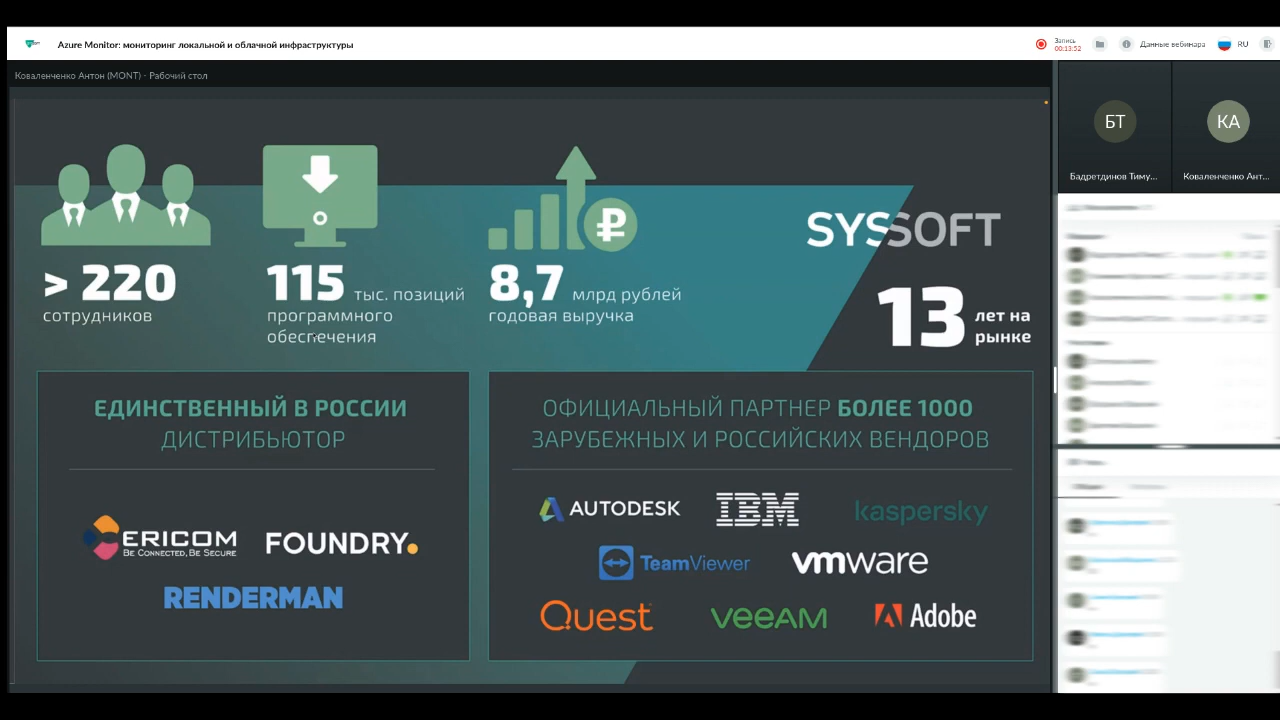 Azure Monitor: мониторинг локальной и облачной инфраструктуры
Запись
00:13:52
Данные вебинара
RU
Коваленченко Антон (MONT) - Рабочий стол
БТ
КА
Бадретдинов Тиму...
Коваленченко Ант...
> 220
сотрудников
115 тыс. позиций
программного
обеспечения
8,7 млрд рублей
годовая выручка
SYSSOFT
13 лет на
рынке
ЕДИНСТВЕННЫЙ В РОССИИ
ДИСТРИБЬЮТОР
ERICOM
BE CONNECTED, BE SECURE
FOUNDRY.
RENDERMAN
ОФИЦИАЛЬНЫЙ ПАРТНЕР БОЛЕЕ 1000
ЗАРУБЕЖНЫХ И РОССИЙСКИХ ВЕНДОРОВ
AUTODESK
IBM
kaspersky
TeamViewer
vmware
Quest
veeAM
Adobe